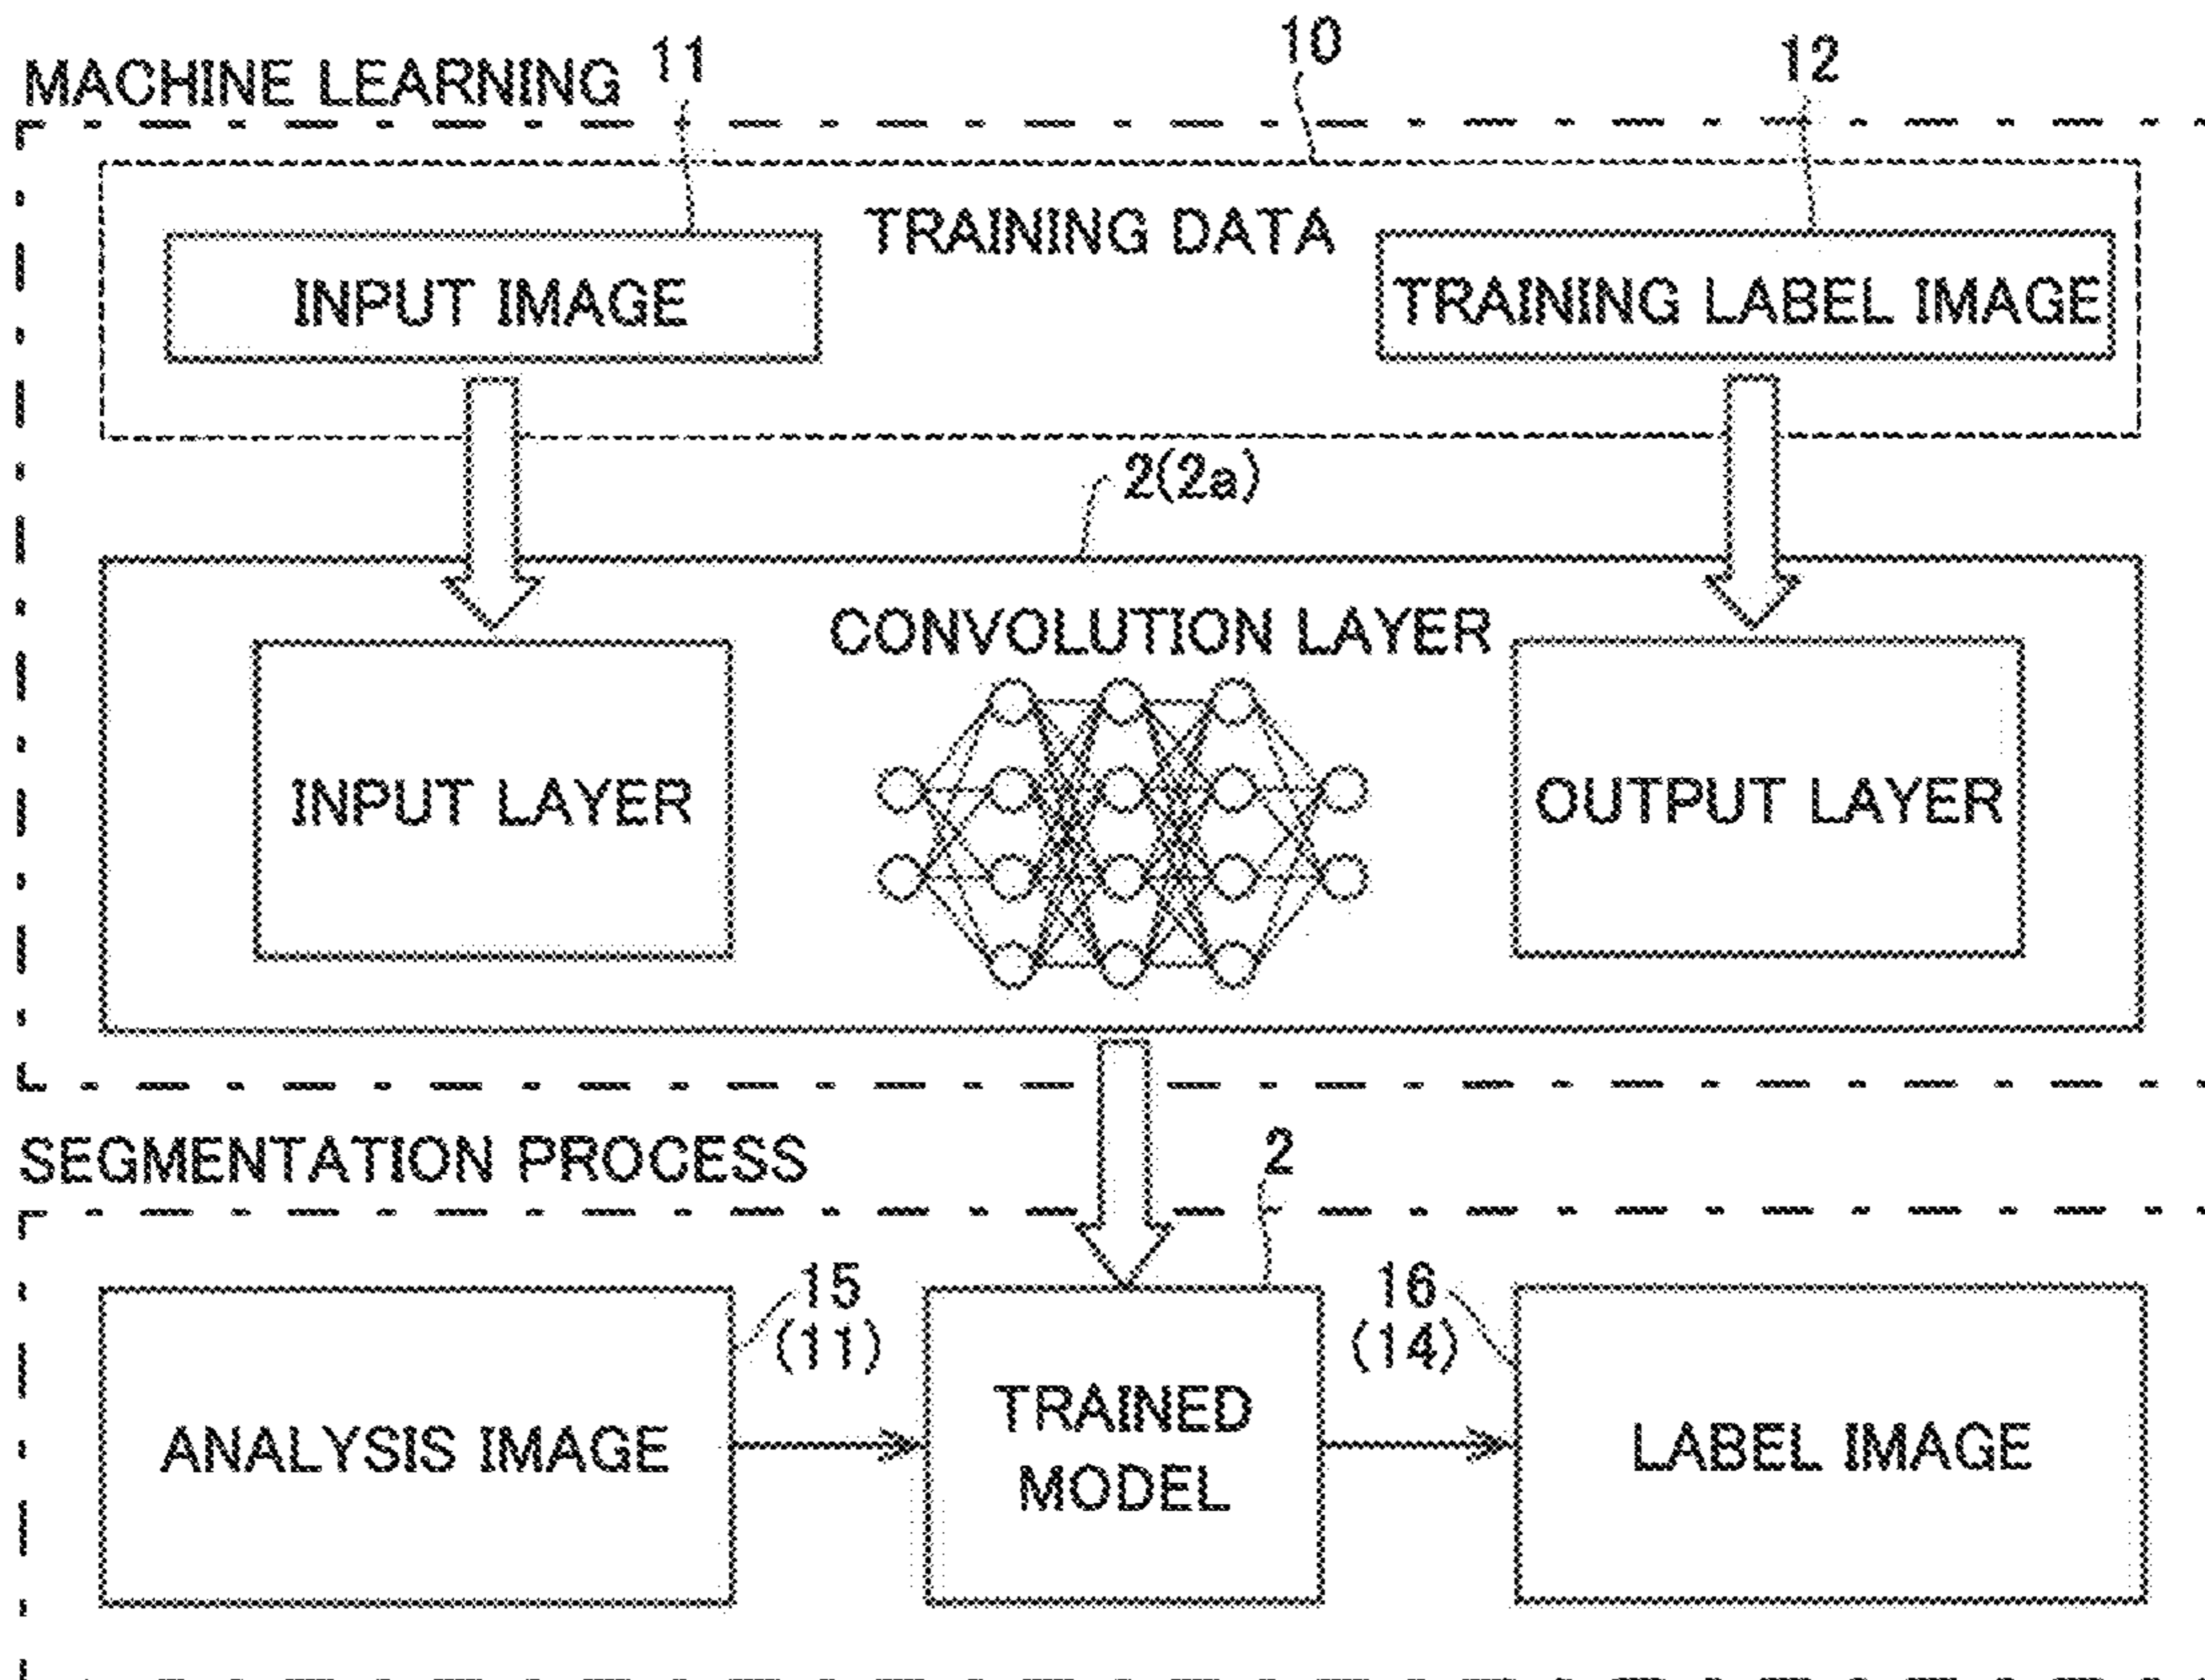 MACHINE LEARNING 11 10 12
TRAINING DATA
INPUT IMAGE
TRAINING LABEL IMAGE
2(2a)
CONVOLUTION LAYER
INPUT LAYER
OUTPUT LAYER
SEGMENTATION PROCESS
2
15
(11)
16
(14)
ANALYSIS IMAGE
TRAINED
MODEL
LABEL IMAGE